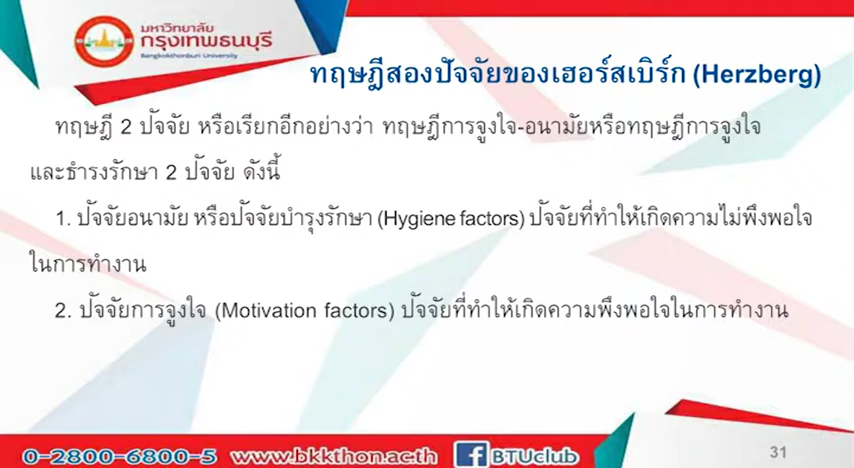 มหาวิทยาลัย
กรุงเทพธนบุรี
Bangkokthonburi University
ทฤษฎีสองปัจจัยของเฮอร์สเบิร์ก (Herzberg)
ทฤษฎี 2 ปัจจัย หรือเรียกอีกอย่างว่า ทฤษฎีการจูงใจ-อนามัยหรือทฤษฎีการจูงใจ
และธำรงรักษา 2 ปัจจัย ดังนี้
1. ปัจจัยอนามัย หรือปัจจัยบำรุงรักษา (Hygiene factors) ปัจจัยที่ทำให้เกิดความไม่พึงพอใจ
ในการทำงาน
2. ปัจจัยการจูงใจ (Motivation factors) ปัจจัยที่ทำให้เกิดความพึงพอใจในการทำงาน
0-2800-6800-5 www.bkkthon.ac.th f BTUclub
31